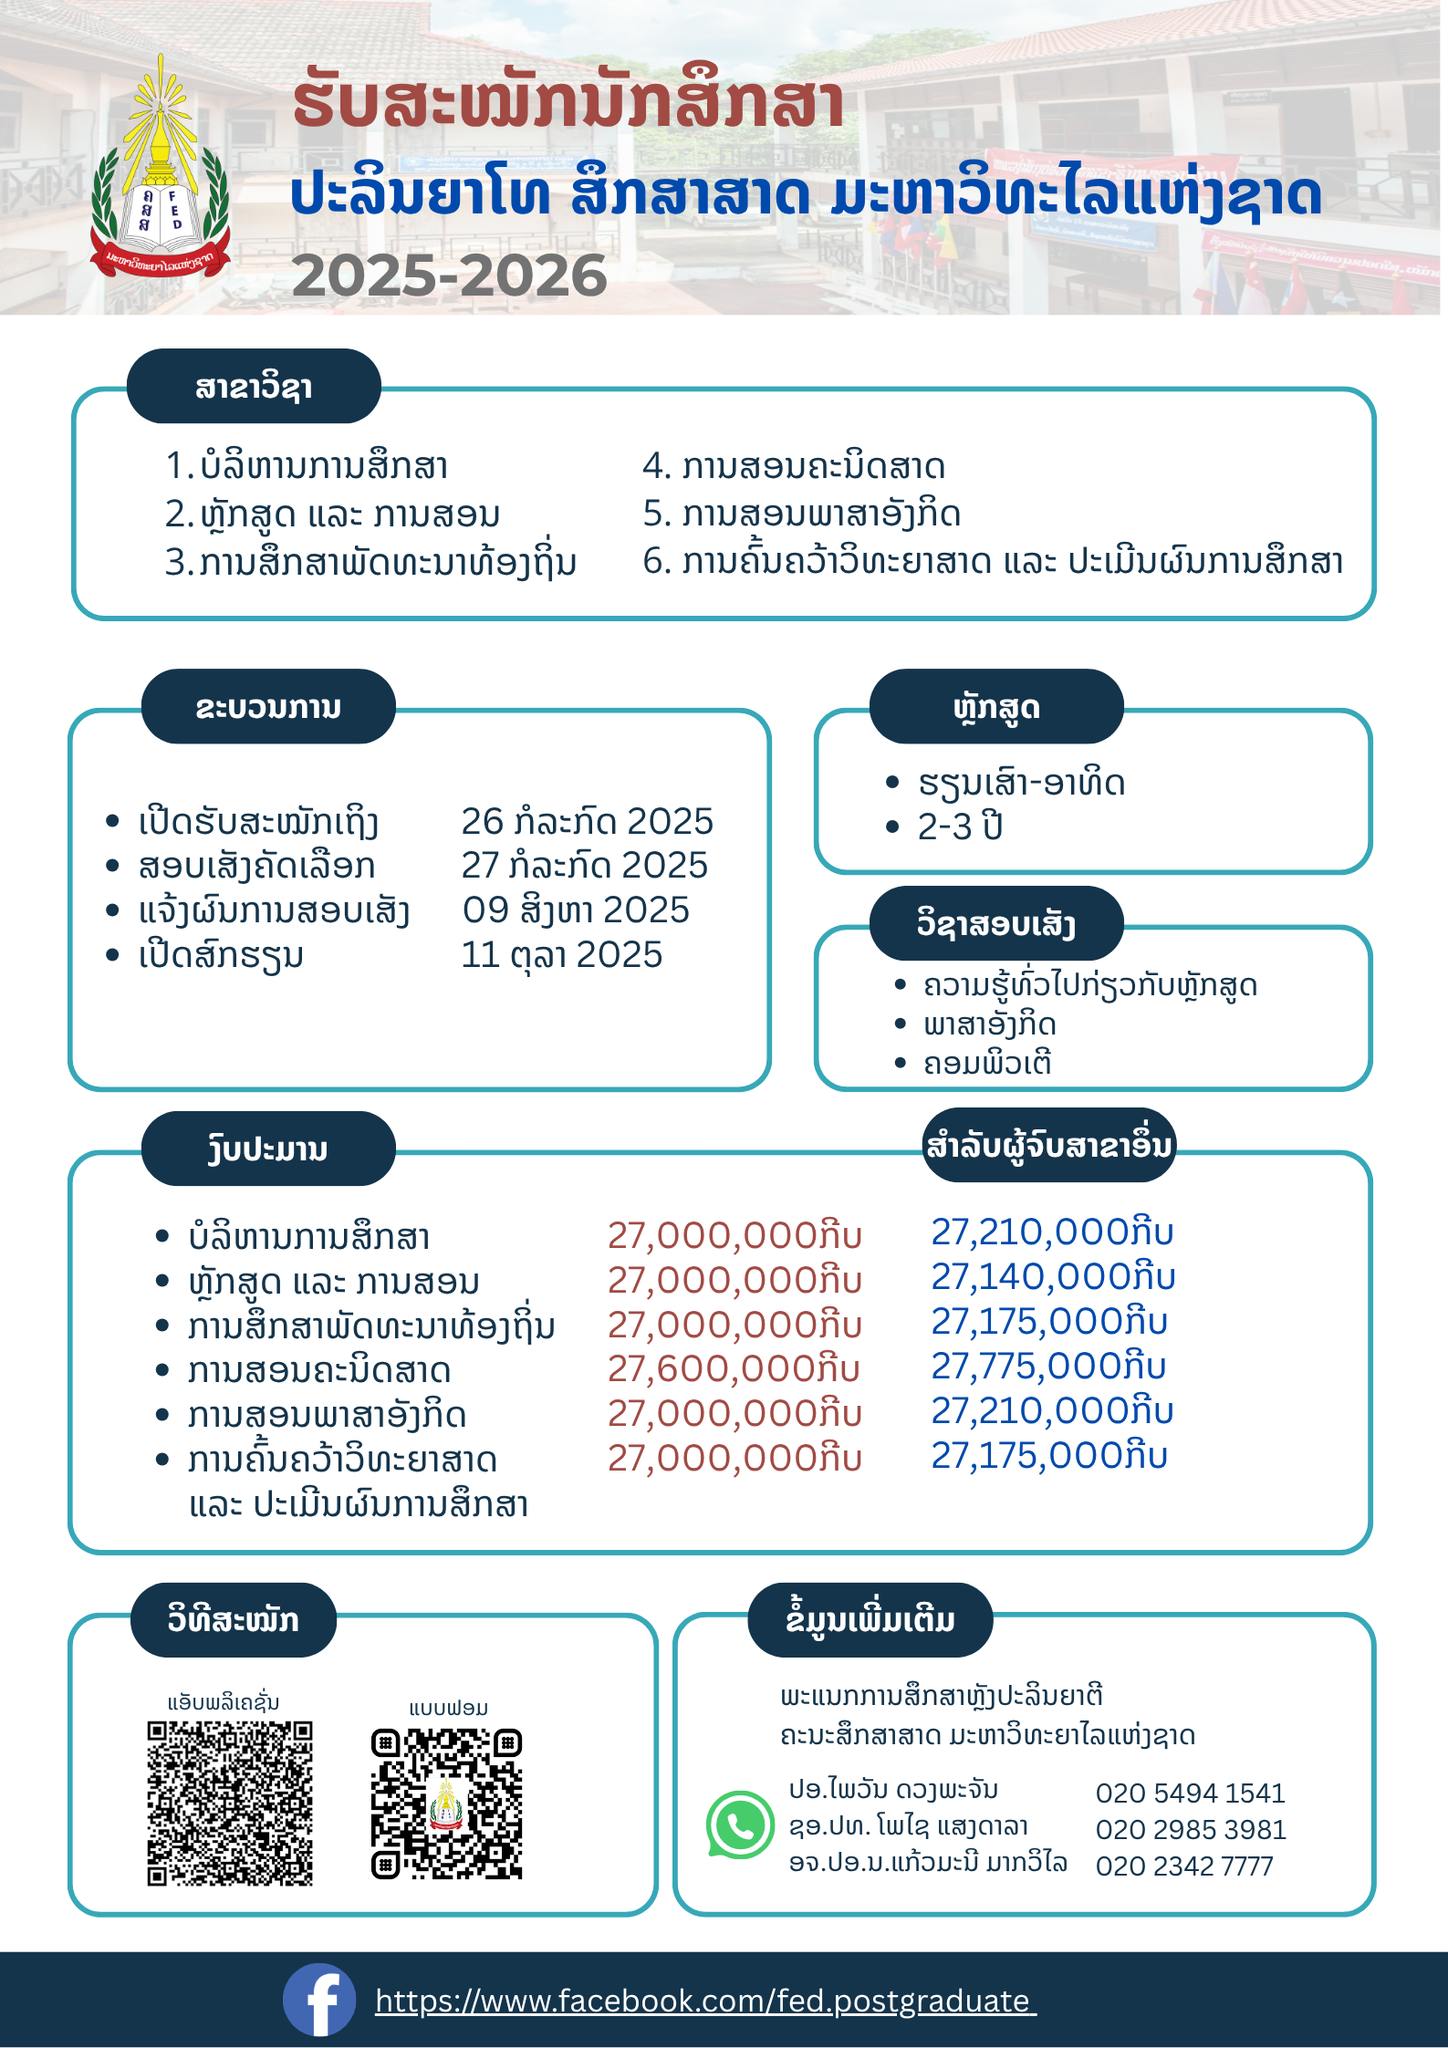 ຮັບສະໝັກນັກສຶກສາ
ປະລິນຍາໂທ ສຶກສາສາດ ມະຫາວິທະໄລແຫ່ງຊາດ
2025-2026
ຄ F
ສ E
ສ D
ມະຫາວິທະຍາໄລແຫ່ງຊາດ
ສາຂາວິຊາ
1. ບໍລິຫານການສຶກສາ
2. ຫຼັກສູດ ແລະ ການສອນ
3. ການສຶກສາພັດທະນາທ້ອງຖິ່ນ
4. ການສອນຄະນິດສາດ
5. ການສອນພາສາອັງກິດ
6. ການຄົ້ນຄວ້າວິທະຍາສາດ ແລະ ປະເມີນຜົນການສຶກສາ
ຂະບວນການ
• ເປີດຮັບສະໝັກເຖິງ 26 ກໍລະກົດ 2025
• ສອບເສັງຄັດເລືອກ 27 ກໍລະກົດ 2025
• ແຈ້ງຜົນການສອບເສັງ 09 ສິງຫາ 2025
• ເປີດສົກຮຽນ 11 ຕຸລາ 2025
ຫຼັກສູດ
• ຮຽນເສົາ-ອາທິດ
• 2-3 ປີ
ວິຊາສອບເສັງ
• ຄວາມຮູ້ທົ່ວໄປກ່ຽວກັບຫຼັກສູດ
• ພາສາອັງກິດ
• ຄອມພິວເຕີ
ງົບປະມານ
ສຳລັບຜູ້ຈົບສາຂາອື່ນ
• ບໍລິຫານການສຶກສາ 27,000,000ກີບ 27,210,000ກີບ
• ຫຼັກສູດ ແລະ ການສອນ 27,000,000ກີບ 27,140,000ກີບ
• ການສຶກສາພັດທະນາທ້ອງຖິ່ນ 27,000,000ກີບ 27,175,000ກີບ
• ການສອນຄະນິດສາດ 27,600,000ກີບ 27,775,000ກີບ
• ການສອນພາສາອັງກິດ 27,000,000ກີບ 27,210,000ກີບ
• ການຄົ້ນຄວ້າວິທະຍາສາດ 27,000,000ກີບ 27,175,000ກີບ
ແລະ ປະເມີນຜົນການສຶກສາ
ວິທີສະໝັກ
ແອັບພລິເຄຊັ່ນ
ແບບຟອມ
ຂໍ້ມູນເພີ່ມເຕີມ
ພະແນກການສຶກສາຫຼັງປະລິນຍາຕີ
ຄະນະສຶກສາສາດ ມະຫາວິທະຍາໄລແຫ່ງຊາດ
ປອ.ໄພວັນ ດວງພະຈັນ 020 5494 1541
ຊອ.ປທ. ໂພໄຊ ແສງດາລາ 020 2985 3981
ອຈ.ປອ.ນ.ແກ້ວມະນີ ມາກວິໄລ 020 2342 7777
https://www.facebook.com/fed.postgraduate